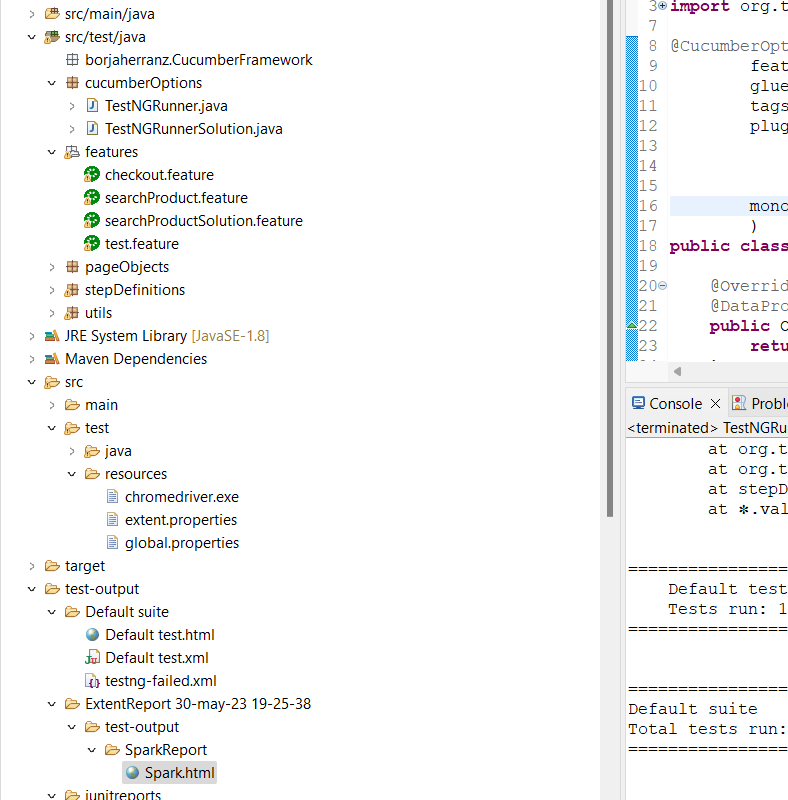 src/main/java
src/test/java
borjaherranz.CucumberFramework
cucumberOptions
TestNGRunner.java
TestNGRunnerSolution.java
features
checkout.feature
searchProduct.feature
searchProductSolution.feature
test.feature
pageObjects
stepDefinitions
utils
JRE System Library [JavaSE-1.8]
Maven Dependencies
src
main
test
java
resources
chromedriver.exe
extent.properties
global.properties
target
test-output
Default suite
Default test.html
Default test.xml
testng-failed.xml
ExtentReport 30-may-23 19-25-38
test-output
SparkReport
Spark.html
junitreports
3 import org.t
7
8 @CucumberOpt
9 feat
10 glue
11 tags
12 plug
13
14
15
16 mono
17 )
18 public class
19
20 @Overrid
21 @DataPro
22 public O
23 retu
Console Proble
<terminated> TestNGRu
at org.t
at org.t
at stepD
at *.val
================
Default test
Tests run: 1
================
================
Default suite
Total tests run:
================